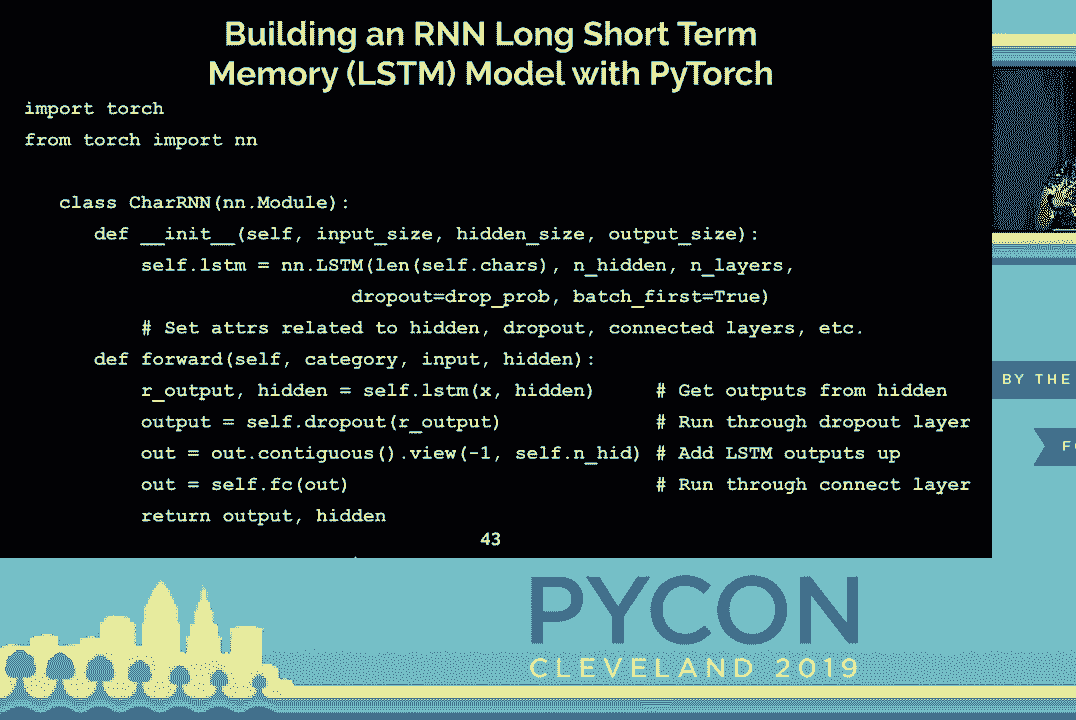 Building an RNN Long Short Term
Memory (LSTM) Model with PyTorch
import torch
from torch import nn
class CharRNN(nn.Module):
def __init__(self, input_size, hidden_size, output_size):
self.lstm = nn.LSTM(len(self.chars), n_hidden, n_layers,
dropout=drop_prob, batch_first=True)
# Set attrs related to hidden, dropout, connected layers, etc.
def forward(self, category, input, hidden):
r_output, hidden = self.lstm(x, hidden) # Get outputs from hidden
output = self.dropout(r_output) # Run through dropout layer
out = out.contiguous().view(-1, self.n_hid) # Add LSTM outputs up
out = self.fc(out) # Run through connect layer
return output, hidden
43
BY THE
PYCON
CLEVELAND 2019